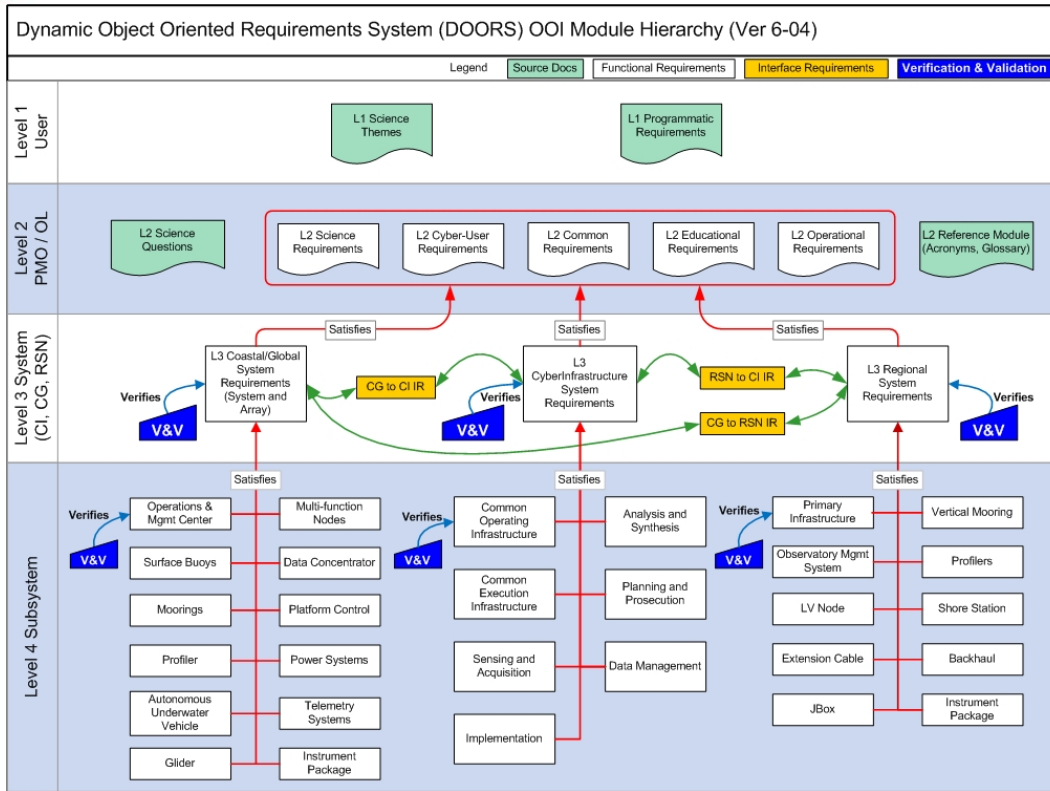 Dynamic Object Oriented Requirements System (DOORS) OOI Module Hierarchy (Ver 6-04)
Legend
Source Docs
Functional Requirements
Interface Requirements
Verification & Validation
Level 1
User
L1 Science
Themes
L1 Programmatic
Requirements
Level 2
PMO / OL
L2 Science
Questions
L2 Science
Requirements
L2 Cyber-User
Requirements
L2 Common
Requirements
L2 Educational
Requirements
L2 Operational
Requirements
L2 Reference Module
(Acronyms, Glossary)
Level 3 System
(CI, CG, RSN)
Satisfies
Satisfies
Satisfies
Verifies
V&V
L3 Coastal/Global
System
Requirements
(System and
Array)
CG to CI IR
Verifies
V&V
L3
CyberInfrastructure
System
Requirements
RSN to CI IR
CG to RSN IR
L3 Regional
System
Requirements
Verifies
V&V
Level 4 Subsystem
Satisfies
Verifies
V&V
Operations &
Mgmt Center
Multi-function
Nodes
Surface Buoys
Data Concentrator
Moorings
Platform Control
Profiler
Power Systems
Autonomous
Underwater
Vehicle
Telemetry
Systems
Glider
Instrument
Package
Satisfies
Verifies
V&V
Common
Operating
Infrastructure
Analysis and
Synthesis
Common
Execution
Infrastructure
Planning and
Prosecution
Sensing and
Acquisition
Data Management
Implementation
Satisfies
Verifies
V&V
Primary
Infrastructure
Vertical Mooring
Observatory Mgmt
System
Profilers
LV Node
Shore Station
Extension Cable
Backhaul
JBox
Instrument
Package